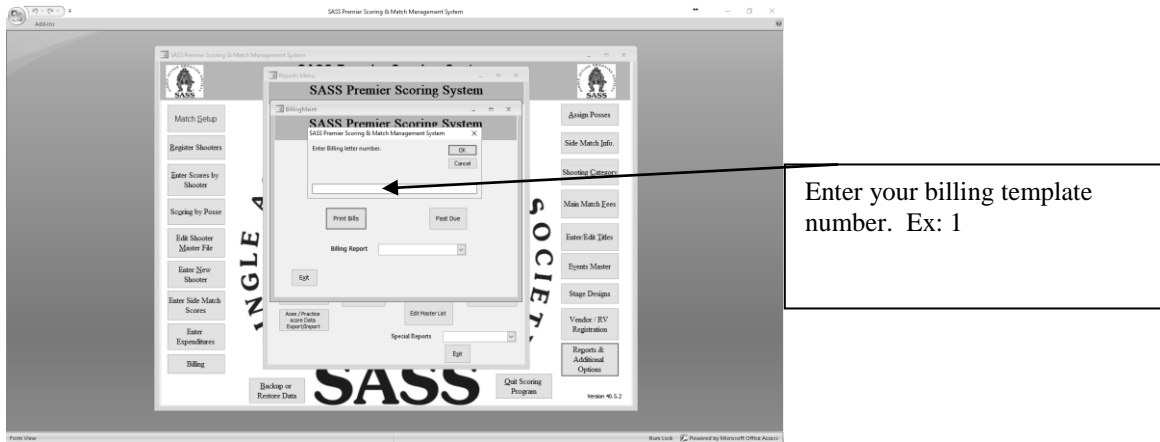 SASS Premier Scoring & Match Management System
Add-Ins
SASS Premier Scoring & Match Management System
SASS
SASS
Reports Menu
SASS Premier Scoring System
BillingMaint
SASS Premier Scoring System
SASS Premier Scoring & Match Management System
Enter Billing letter number.
OK
Cancel
Print Bills
Past Due
Billing Report
Exit
Match Setup
Register Shooters
Enter Scores by
Shooter
Scoring by Posse
Edit Shooter
Master File
Enter New
Shooter
Enter Side Match
Scores
Enter
Expenditures
Billing
Assign Posses
Side Match Info.
Shooting Category
Main Match Fees
Enter/Edit Titles
Events Master
Stage Designs
Vendor / RV
Registration
Reports &
Additional
Options
Version 40.5.2
NGLE A
SOCIET
Aces / Practice
score Data
Export/Import
Edit Master List
Special Reports
Exit
Backup or
Restore Data
SASS
Quit Scoring
Program
Form View
Num Lock
Powered by Microsoft Office Access
Enter your billing template
number. Ex: 1